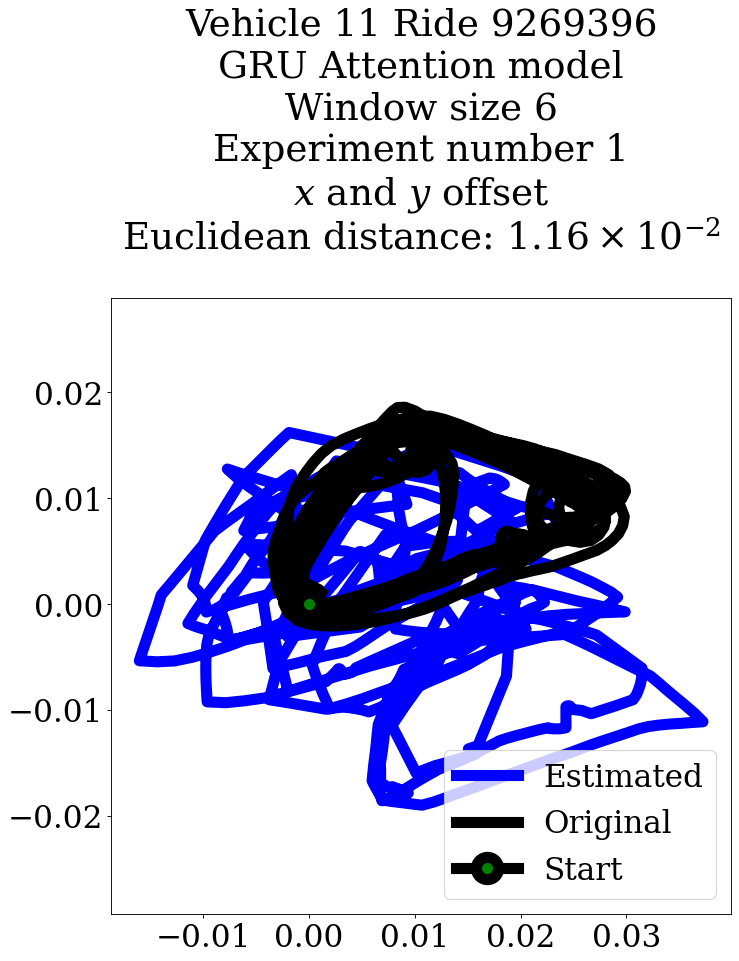 Vehicle 11 Ride 9269396
GRU Attention model
Window size 6
Experiment number 1
x and y offset
Euclidean distance: 1.16 × 10⁻²
0.02
0.01
0.00
−0.01
−0.02
Estimated
Original
Start
−0.01 0.00 0.01 0.02 0.03